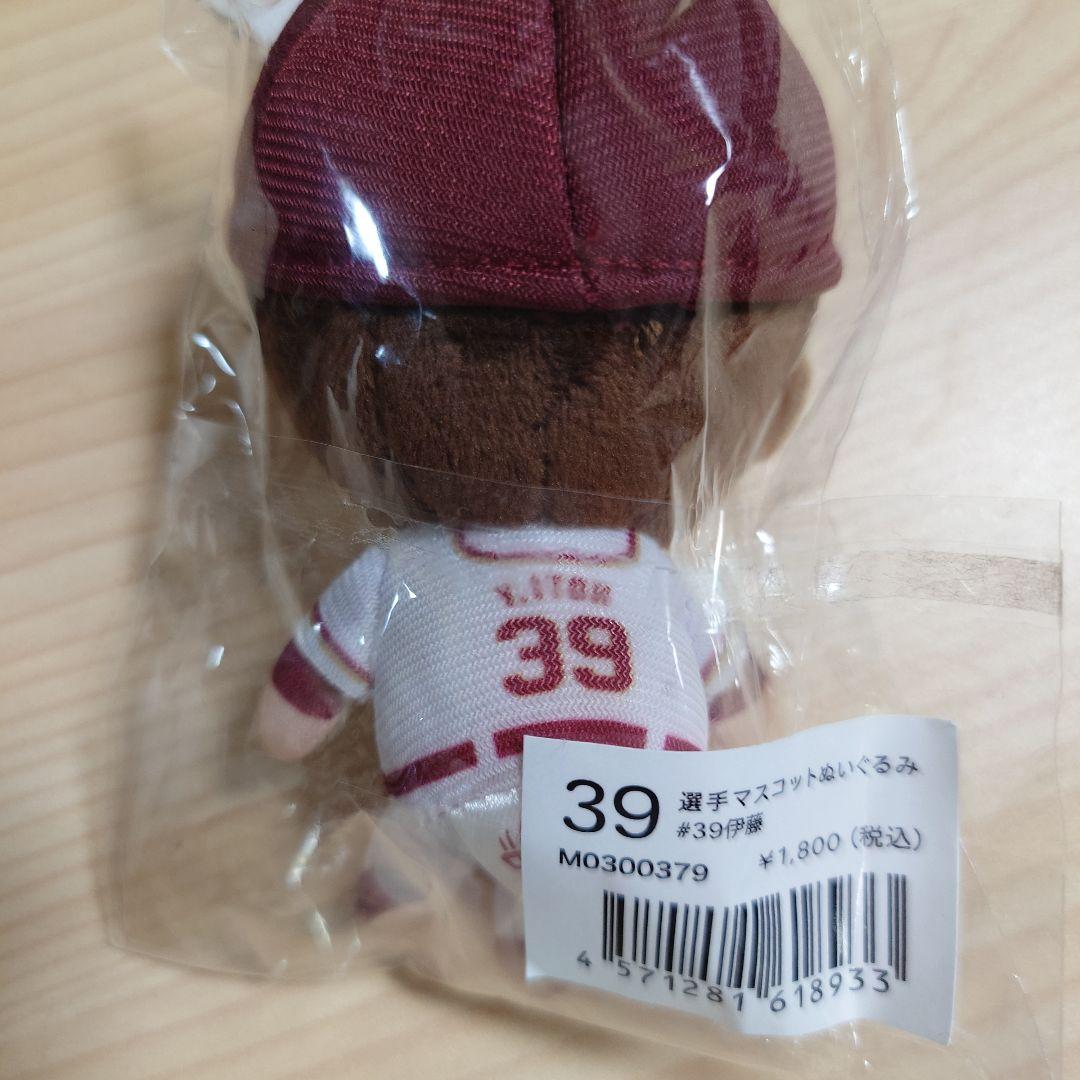 Y.ITOH
39
39
選手マスコットぬいぐるみ
#39伊藤
M0300379
¥1,800 (税込)
4 571281 618933